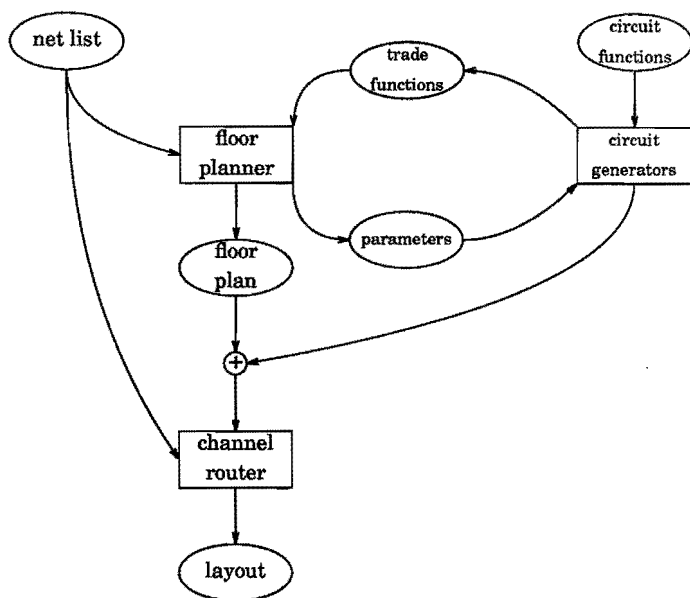 net list
trade
functions
circuit
functions
floor
planner
circuit
generators
parameters
floor
plan
+
channel
router
layout